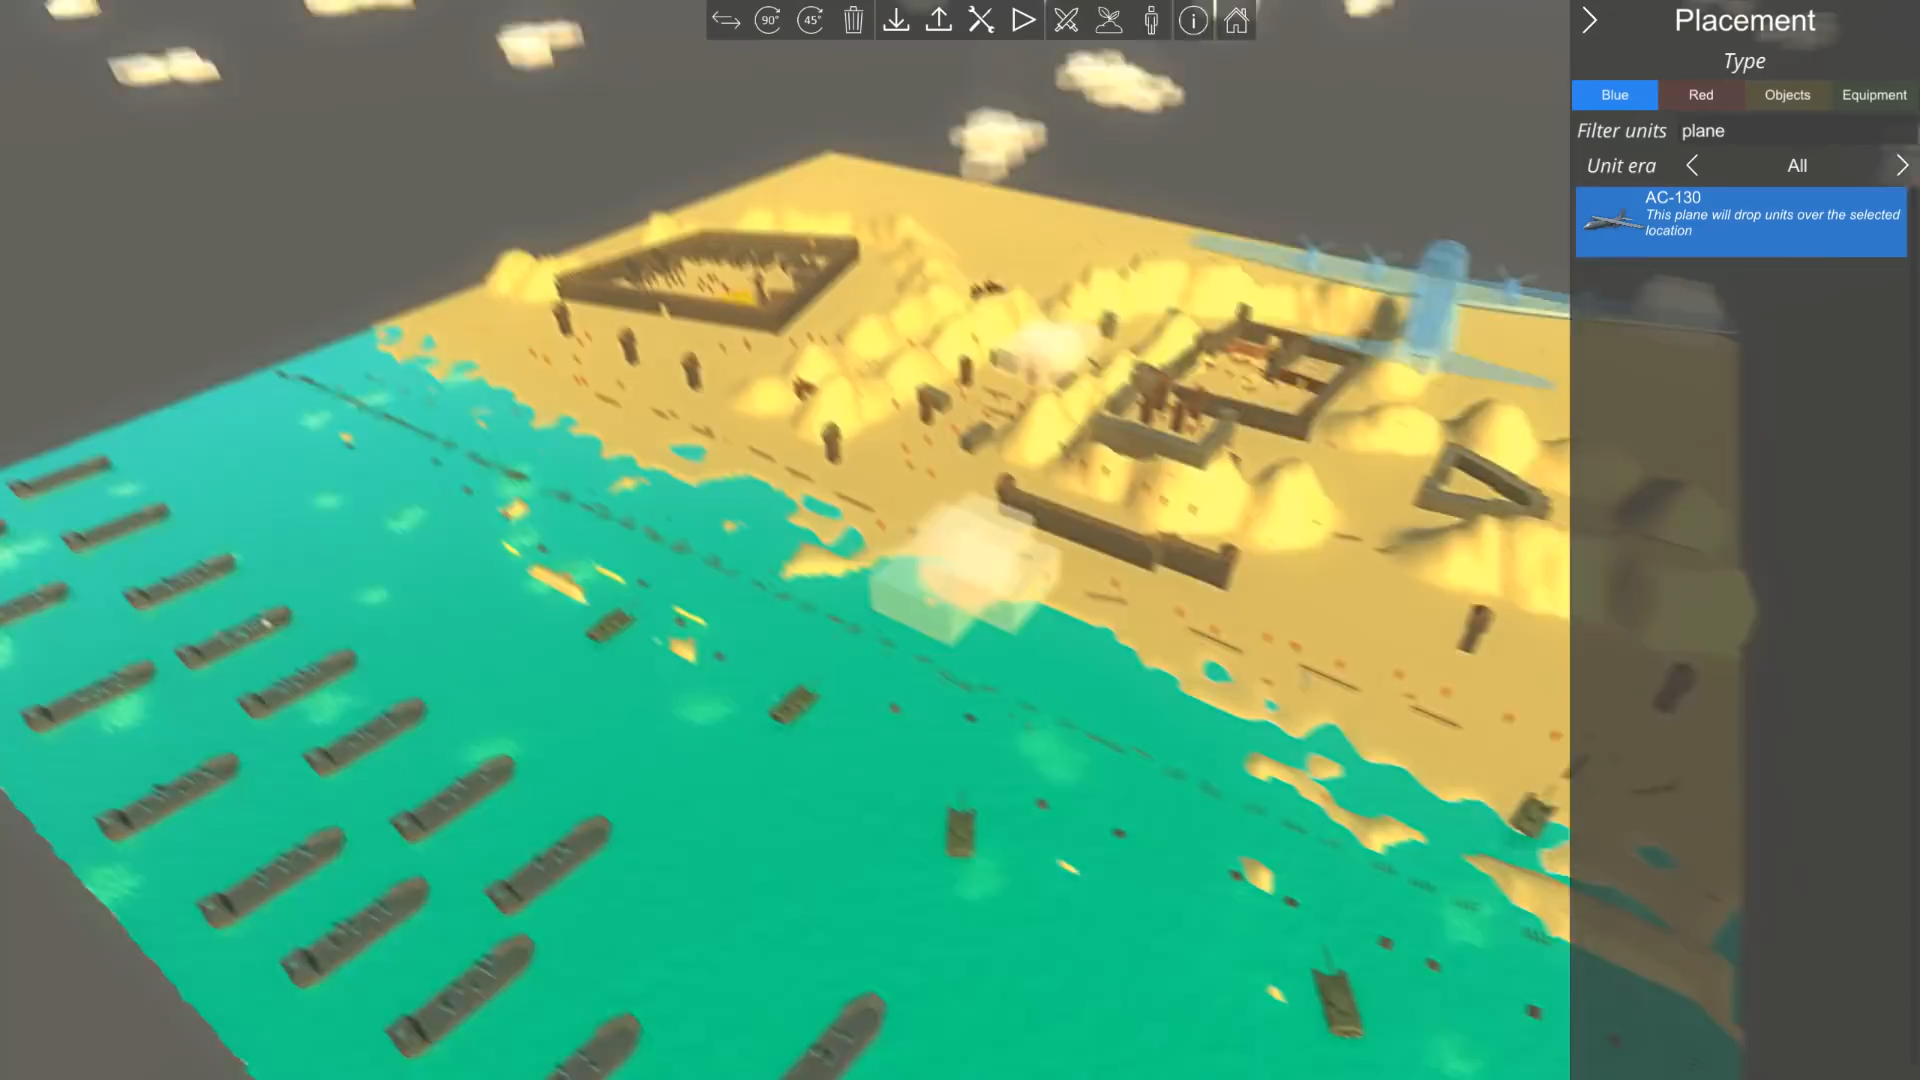 90° 45° i
Placement
Type
Blue Red Objects Equipment
Filter units plane
Unit era All
AC-130
This plane will drop units over the selected
location